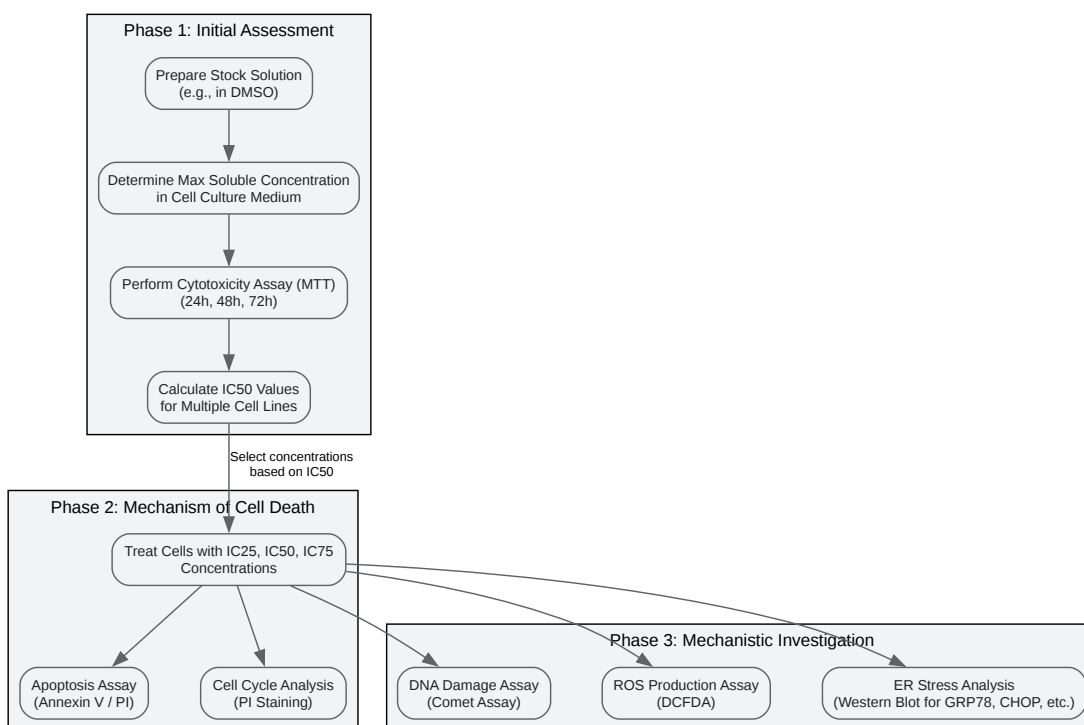 Phase 1: Initial Assessment
Prepare Stock Solution
(e.g., in DMSO)
Determine Max Soluble Concentration
in Cell Culture Medium
Perform Cytotoxicity Assay (MTT)
(24h, 48h, 72h)
Calculate IC50 Values
for Multiple Cell Lines
Select concentrations
based on IC50
Phase 2: Mechanism of Cell Death
Treat Cells with IC25, IC50, IC75
Concentrations
Apoptosis Assay
(Annexin V / PI)
Cell Cycle Analysis
(PI Staining)
Phase 3: Mechanistic Investigation
DNA Damage Assay
(Comet Assay)
ROS Production Assay
(DCFDA)
ER Stress Analysis
(Western Blot for GRP78, CHOP, etc.)